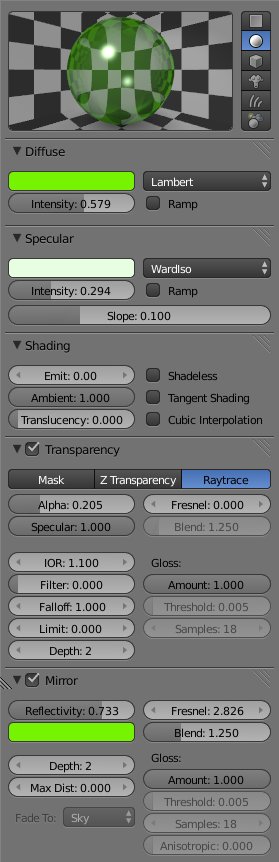 Diffuse
Lambert
Intensity: 0.579 Ramp
Specular
WardIso
Intensity: 0.294 Ramp
Slope: 0.100
Shading
Emit: 0.00 Shadeless
Ambient: 1.000 Tangent Shading
Translucency: 0.000 Cubic Interpolation
Transparency
Mask Z Transparency Raytrace
Alpha: 0.205 Fresnel: 0.000
Specular: 1.000 Blend: 1.250
IOR: 1.100 Gloss:
Filter: 0.000 Amount: 1.000
Falloff: 1.000 Threshold: 0.005
Limit: 0.000 Samples: 18
Depth: 2
Mirror
Reflectivity: 0.733 Fresnel: 2.826
Blend: 1.250
Gloss:
Depth: 2 Amount: 1.000
Max Dist: 0.000 Threshold: 0.005
Fade To: Sky Samples: 18
Anisotropic: 0.000